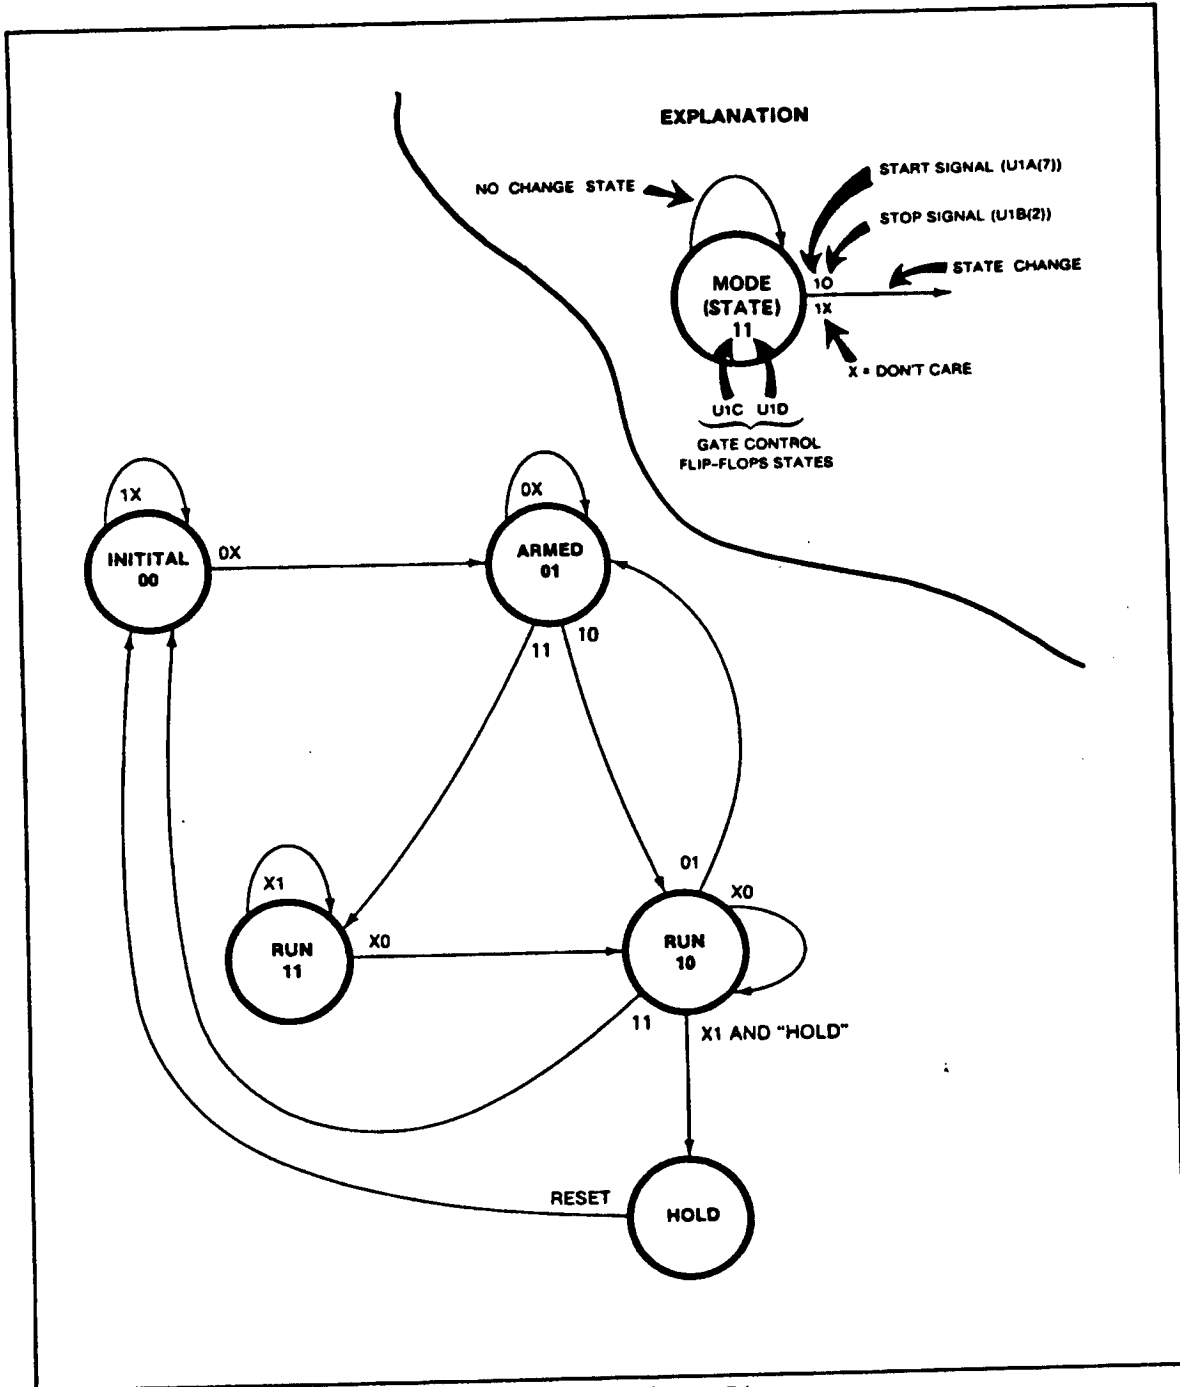 EXPLANATION
NO CHANGE STATE
START SIGNAL (U1A(7))
STOP SIGNAL (U1B(2))
STATE CHANGE
MODE
(STATE)
11
10
1X
X = DON'T CARE
U1C U1D
GATE CONTROL
FLIP-FLOPS STATES
1X
INITITAL
00
0X
0X
ARMED
01
11
10
X1
RUN
11
X0
01
X0
RUN
10
11
X1 AND "HOLD"
RESET
HOLD